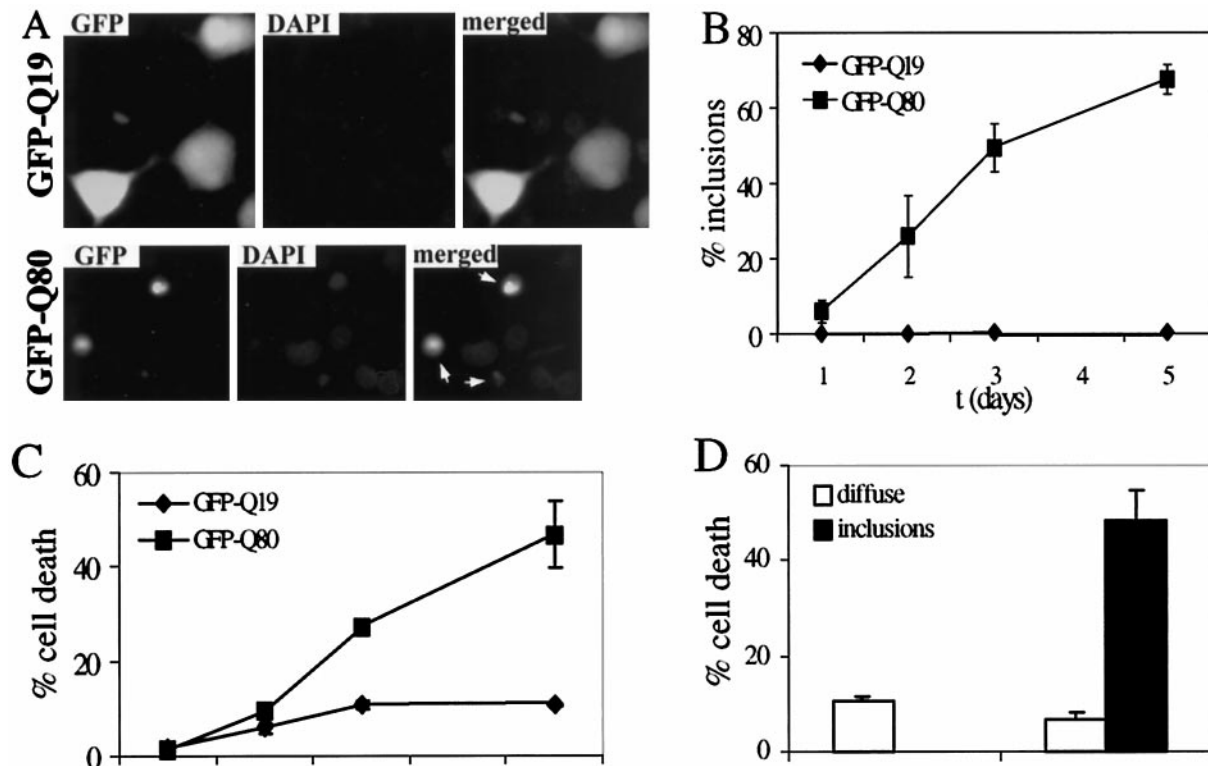 A
GFP
DAPI
merged
GFP-Q19
GFP
DAPI
merged
GFP-Q80
B
80
60
40
20
0
% inclusions
GFP-Q19
GFP-Q80
1
2
3
4
5
t (days)
C
60
40
20
0
% cell death
GFP-Q19
GFP-Q80
D
60
40
20
0
% cell death
diffuse
inclusions